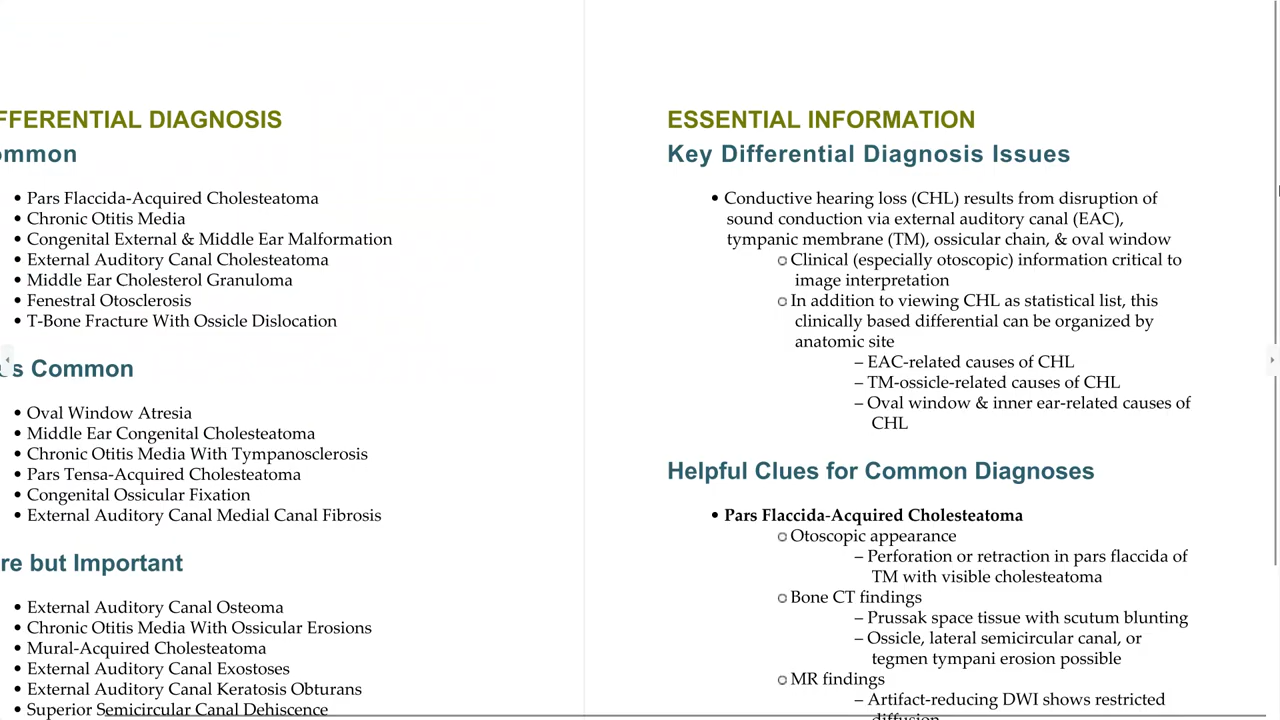 FFERENTIAL DIAGNOSIS
ommon
• Pars Flaccida-Acquired Cholesteatoma
• Chronic Otitis Media
• Congenital External & Middle Ear Malformation
• External Auditory Canal Cholesteatoma
• Middle Ear Cholesterol Granuloma
• Fenestral Otosclerosis
• T-Bone Fracture With Ossicle Dislocation
s Common
• Oval Window Atresia
• Middle Ear Congenital Cholesteatoma
• Chronic Otitis Media With Tympanosclerosis
• Pars Tensa-Acquired Cholesteatoma
• Congenital Ossicular Fixation
• External Auditory Canal Medial Canal Fibrosis
re but Important
• External Auditory Canal Osteoma
• Chronic Otitis Media With Ossicular Erosions
• Mural-Acquired Cholesteatoma
• External Auditory Canal Exostoses
• External Auditory Canal Keratosis Obturans
• Superior Semicircular Canal Dehiscence
ESSENTIAL INFORMATION
Key Differential Diagnosis Issues
• Conductive hearing loss (CHL) results from disruption of
sound conduction via external auditory canal (EAC),
tympanic membrane (TM), ossicular chain, & oval window
○ Clinical (especially otoscopic) information critical to
image interpretation
○ In addition to viewing CHL as statistical list, this
clinically based differential can be organized by
anatomic site
– EAC-related causes of CHL
– TM-ossicle-related causes of CHL
– Oval window & inner ear-related causes of
CHL
Helpful Clues for Common Diagnoses
• Pars Flaccida-Acquired Cholesteatoma
○ Otoscopic appearance
– Perforation or retraction in pars flaccida of
TM with visible cholesteatoma
○ Bone CT findings
– Prussak space tissue with scutum blunting
– Ossicle, lateral semicircular canal, or
tegmen tympani erosion possible
○ MR findings
– Artifact-reducing DWI shows restricted
diffusion